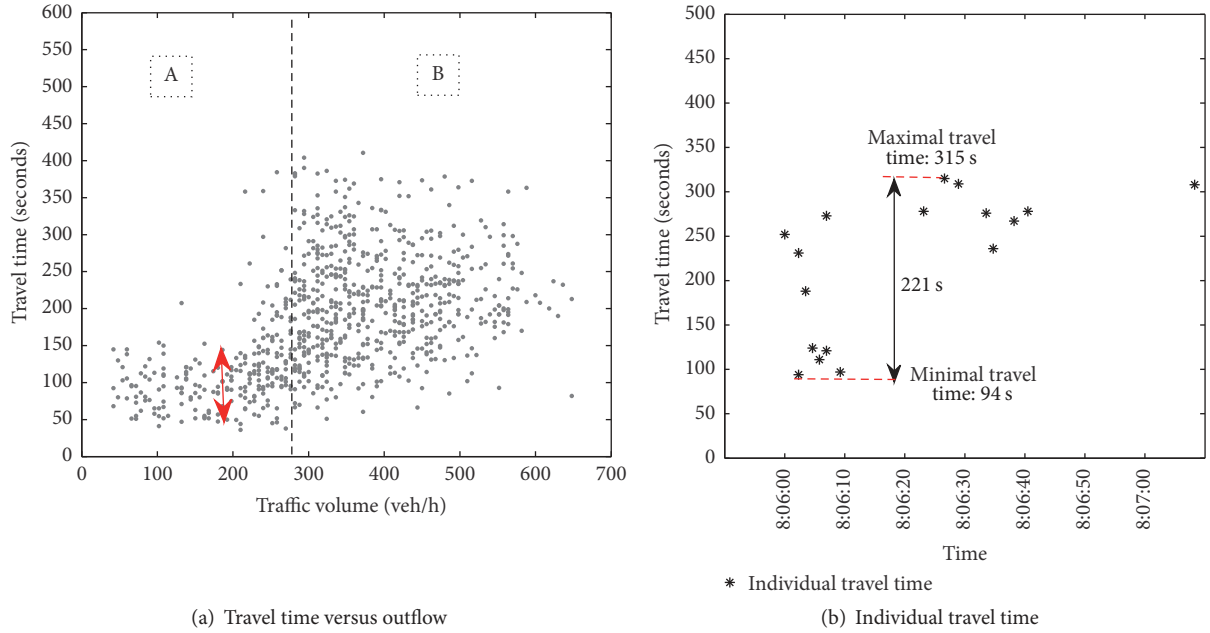 600
550
500
450
400
350
300
250
200
150
100
50
0
Travel time (seconds)
A
B
0 100 200 300 400 500 600 700
Traffic volume (veh/h)
(a) Travel time versus outflow
500
450
400
350
300
250
200
150
100
50
0
Travel time (seconds)
Maximal travel
time: 315 s
221 s
Minimal travel
time: 94 s
8:06:00
8:06:10
8:06:20
8:06:30
8:06:40
8:06:50
8:07:00
Time
Individual travel time
(b) Individual travel time